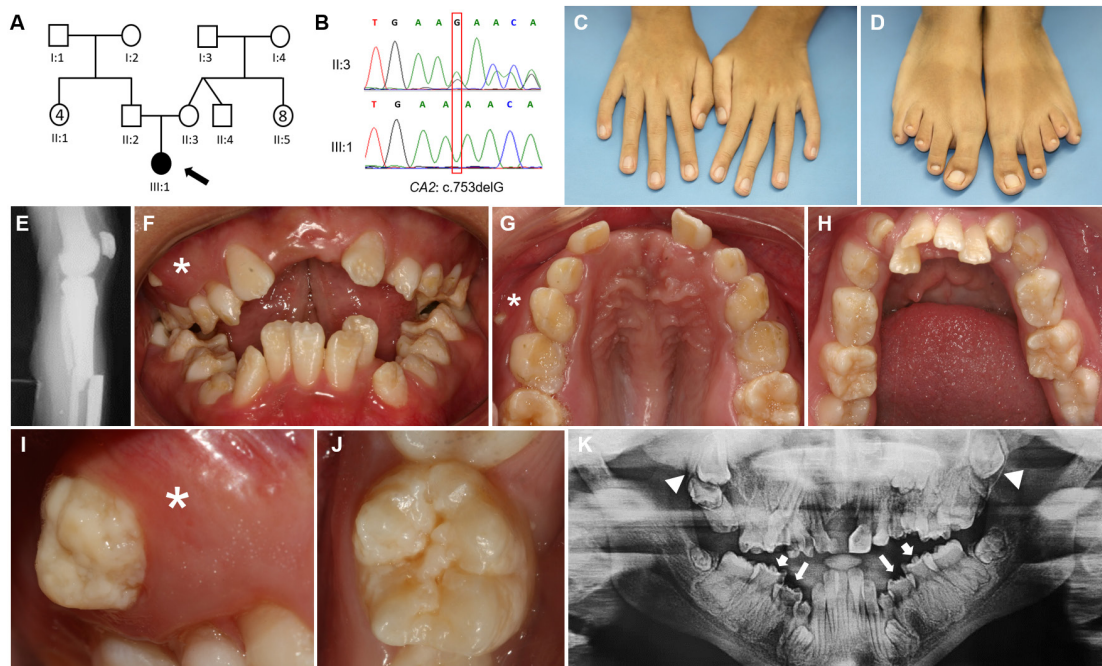 A
I:1
I:2
I:3
I:4
4
8
II:1
II:2
II:3
II:4
II:5
III:1
B
T G A A G A A C A
II:3
T G A A A A C A
III:1
CA2: c.753delG
C
D
E
F
*
G
*
H
I
*
J
K